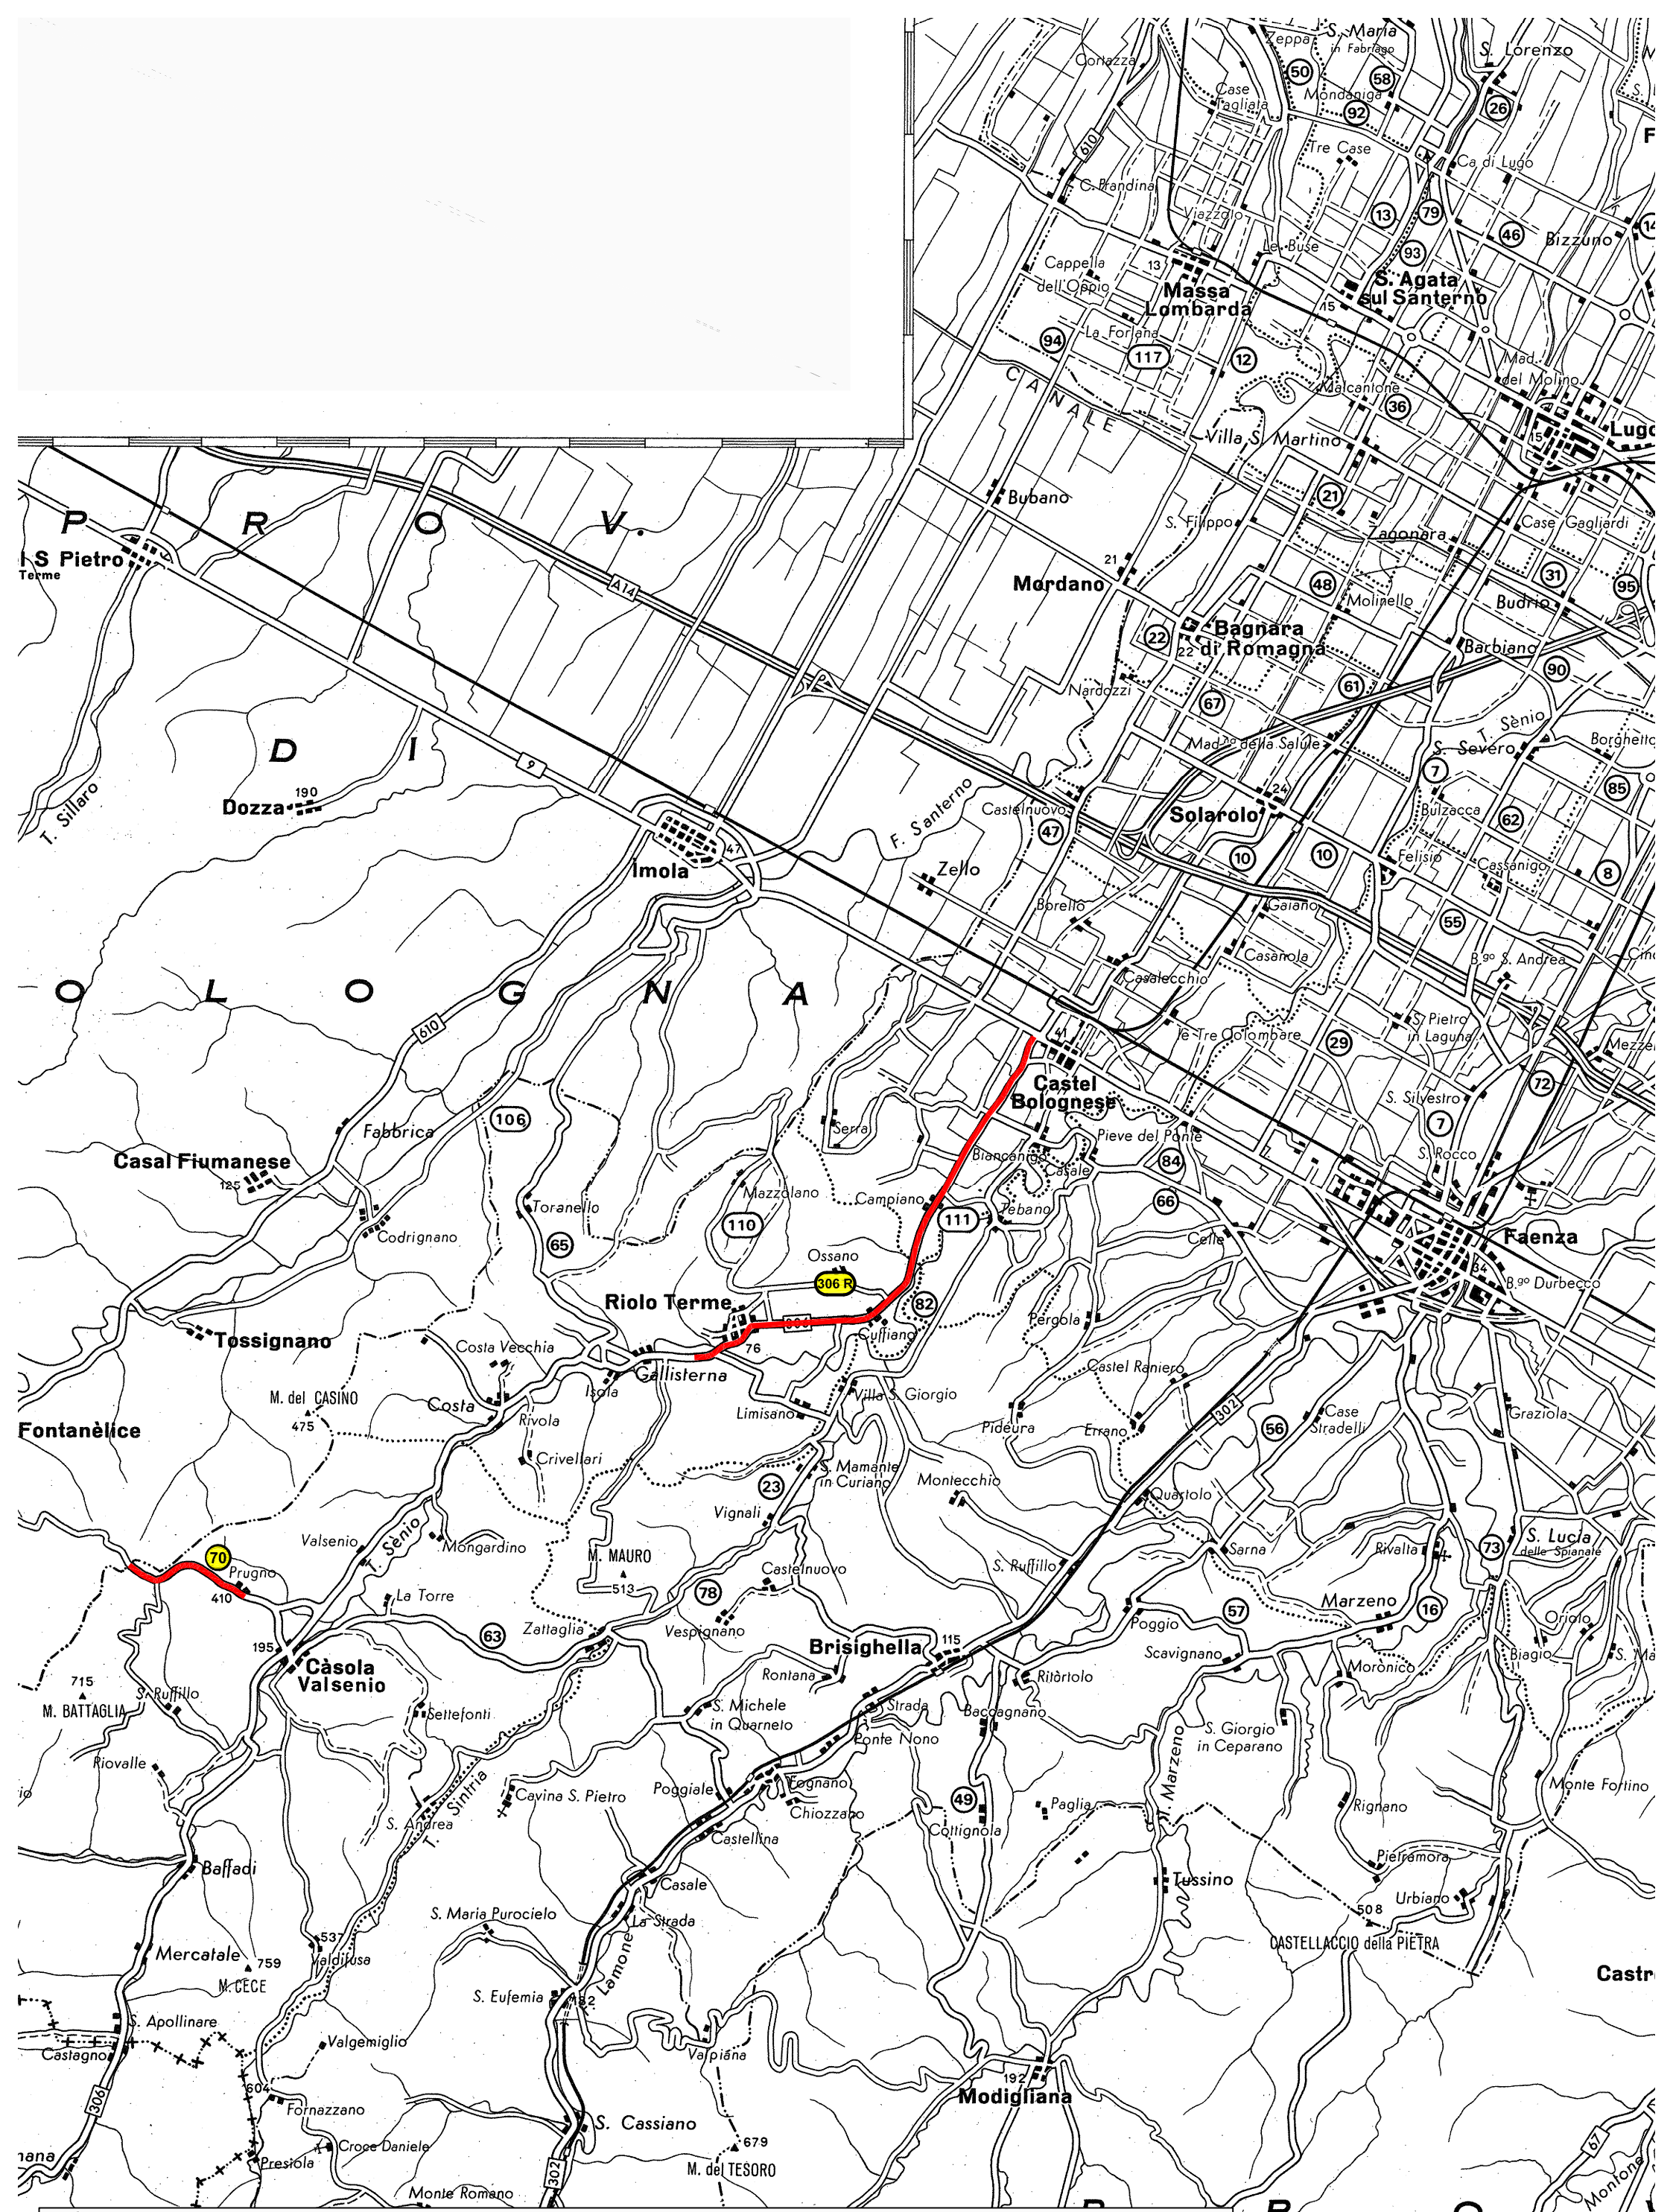 Zeppa
S. Maria
in Fabriago
S. Lorenzo
Cortazza
50
58
Case
Tagliata
Mondaniga
92
26
F
610
Tre Case
Ca di Lugo
C. Prandina
Viazzolo
13
79
46
Bizzuno
14
Le Buse
93
Cappella
dell'Oppio
13
Massa
Lombarda
S. Agata
sul Santerno
15
94
La Forlana
117
12
Mad.
del Molino
CANALE
Malcantone
36
Villa S. Martino
15
Lugo
P R O V.
Bubano
21
S. Filippo
Zagonara
Case Gagliardi
l S Pietro
Terme
A14
21
Mordano
48
Molinello
31
95
Budrio
22
Bagnara
di Romagna
22
Barbiano
90
Nardozzi
67
61
T. Senio
D I
9
Mad.na della Salute
S. Severo
Borghetto
7
85
T. Sillaro
Dozza
190
F. Santerno
Castelnuovo
47
Solarolo
24
Bulzacca
62
47
Imola
Zello
10
10
Felisio
Cassanigo
8
Borello
Gaiano
55
Casanola
B.go S. Andrea
O L O G N A
Casalecchio
610
41
le Tre Colombare
29
S. Pietro
in Laguna
Castel
Bolognese
72
S. Silvestro
106
Fabbrica
Serra
Pieve del Ponte
7
Casal Fiumanese
125
Biancanigo
Casale
84
S. Rocco
Mazzolano
Campiano
66
Toranello
110
111
Tebano
Codrignano
65
Ossano
Celle
Faenza
34
306 R
B.go Durbecco
Riolo Terme
82
306
Cuffiano
Pergola
Tossignano
Costa Vecchia
76
Gallisterna
Castel Raniero
M. del CASINO
475
Costa
Isola
Rivola
Limisano
Villa S. Giorgio
302
Fontanèlice
Pideura
Errano
56
Case
Stradelli
Graziola
Crivellari
S. Mamante
in Curiano
23
Montecchio
Quartolo
Vignali
Valsenio
T. Sènio
Mongardino
S. Lucia
delle Spianate
70
Prugno
410
M. MAURO
513
Castelnuovo
S. Ruffillo
Sarna
Rivalta
73
La Torre
78
Marzeno
16
Vespignano
Poggio
57
Oriolo
63
Zattaglia
195
Brisighella
115
Scavignano
Biagio
Càsola
Valsenio
Rontana
Ritòrtolo
Moronico
715
M. BATTAGLIA
S. Ruffillo
Settefonti
S. Michele
in Quarneto
Strada
Baccagnano
S. Giorgio
in Ceparano
Ponte Nono
Riovalle
T. Sintria
Poggiale
Fognano
T. Marzeno
Monte Fortino
Cavina S. Pietro
Chiozzano
49
Paglia
Rignano
S. Andrea
Castellina
Cottignola
Pietramora
Baffadi
Casale
Tussino
Urbiano
S. Maria Purocielo
La Strada
508
CASTELLACCIO della PIETRA
537
Valdifusa
Mercatale
759
M. CECE
Lamone
Castr
S. Eufemia
S. Apollinare
Valgemiglio
Castagno
Valpiana
604
Fornazzano
192
Modigliana
306
S. Cassiano
Croce Daniele
Presiola
679
M. del TESORO
302
67
Montone
Monte Romano